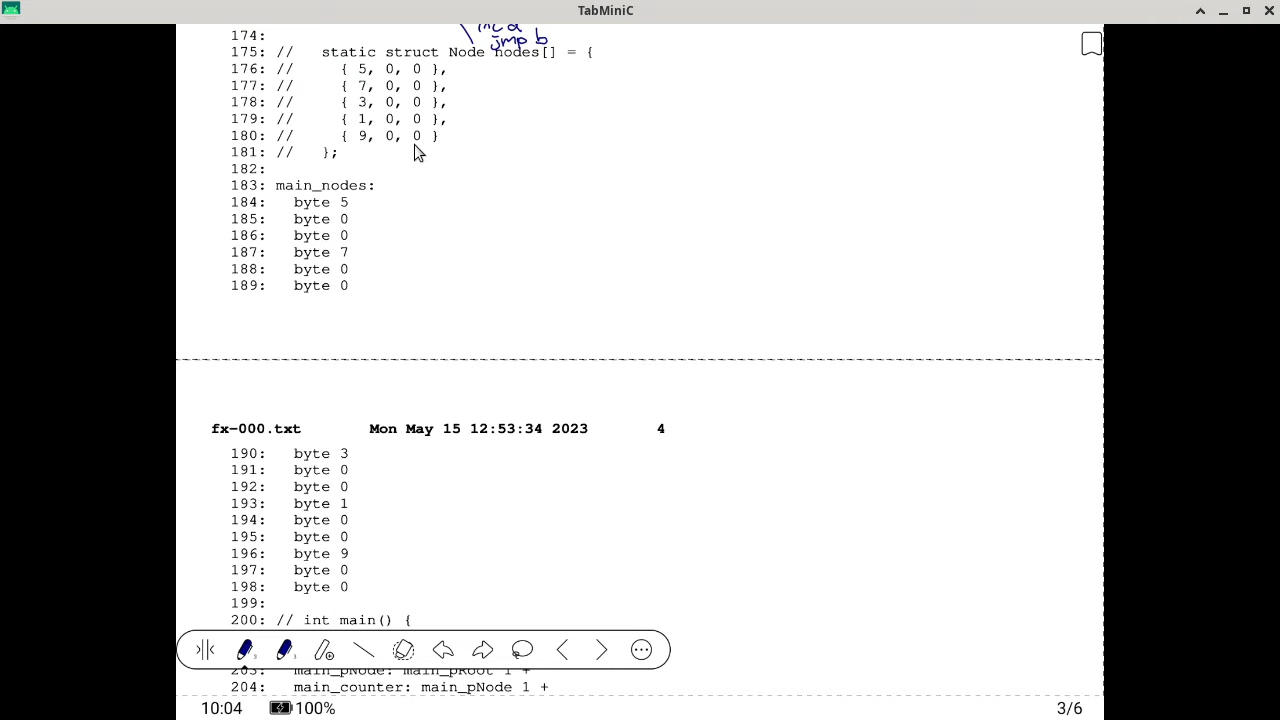 TabMiniC
174:
inc a
jmp b
175: //   static struct Node nodes[] = {
176: //     { 5, 0, 0 },
177: //     { 7, 0, 0 },
178: //     { 3, 0, 0 },
179: //     { 1, 0, 0 },
180: //     { 9, 0, 0 }
181: //   };
182:
183: main_nodes:
184:   byte 5
185:   byte 0
186:   byte 0
187:   byte 7
188:   byte 0
189:   byte 0
fx-000.txt Mon May 15 12:53:34 2023 4
190:   byte 3
191:   byte 0
192:   byte 0
193:   byte 1
194:   byte 0
195:   byte 0
196:   byte 9
197:   byte 0
198:   byte 0
199:
200: // int main() {
203:   main_pNode: main_pRoot 1 +
204:   main_counter: main_pNode 1 +
10:04 100% 3/6